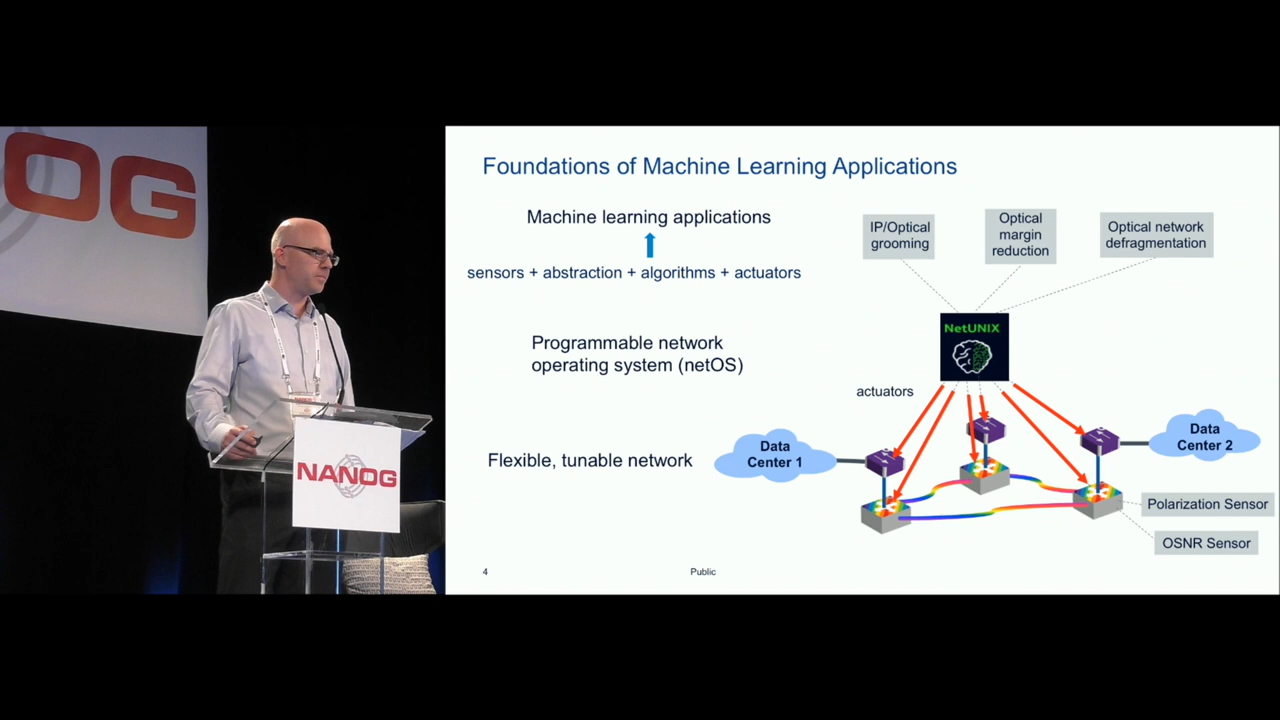 OG
NANOG
NANOG
Foundations of Machine Learning Applications
Machine learning applications
sensors + abstraction + algorithms + actuators
Programmable network
operating system (netOS)
Flexible, tunable network
IP/Optical
grooming
Optical
margin
reduction
Optical network
defragmentation
NetUNIX
actuators
Data
Center 1
Data
Center 2
Polarization Sensor
OSNR Sensor
4
Public